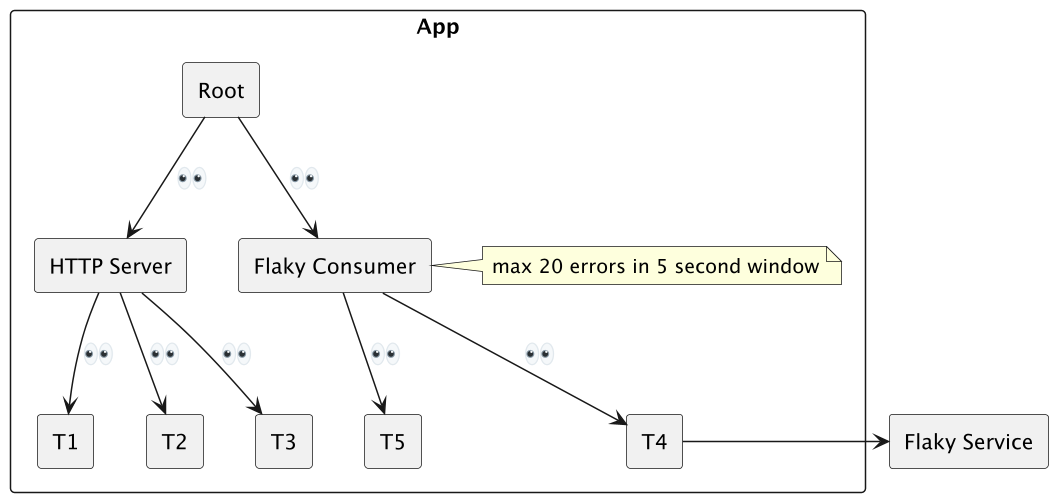 App
Root
HTTP Server
Flaky Consumer
max 20 errors in 5 second window
T1
T2
T3
T5
T4
Flaky Service